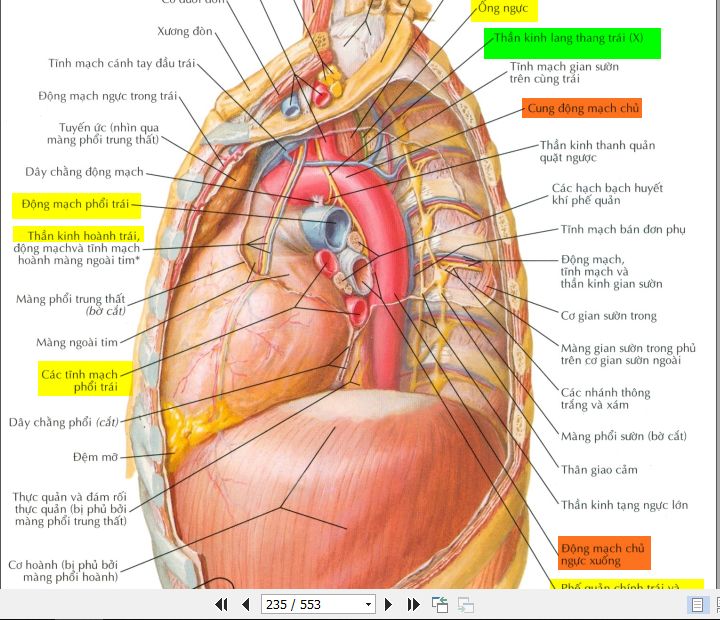 Cơ dưới đòn
Xương đòn
Tĩnh mạch cánh tay đầu trái
Động mạch ngực trong trái
Tuyến ức (nhìn qua
màng phổi trung thất)
Dây chằng động mạch
Động mạch phổi trái
Thần kinh hoành trái,
động mạchvà tĩnh mạch
hoành màng ngoài tim*
Màng phổi trung thất
(bờ cắt)
Màng ngoài tim
Các tĩnh mạch
phổi trái
Dây chằng phổi (cắt)
Đệm mỡ
Thực quản và đám rối
thực quản (bị phủ bởi
màng phổi trung thất)
Cơ hoành (bị phủ bởi
màng phổi hoành)
Ống ngực
Thần kinh lang thang trái (X)
Tĩnh mạch gian sườn
trên cùng trái
Cung động mạch chủ
Thần kinh thanh quản
quặt ngược
Các hạch bạch huyết
khí phế quản
Tĩnh mạch bán đơn phụ
Động mạch,
tĩnh mạch và
thần kinh gian sườn
Cơ gian sườn trong
Màng gian sườn trong phủ
trên cơ gian sườn ngoài
Các nhánh thông
trắng và xám
Màng phổi sườn (bờ cắt)
Thân giao cảm
Thần kinh tạng ngực lớn
Động mạch chủ
ngực xuống
Phế quản chính trái và
235 / 553